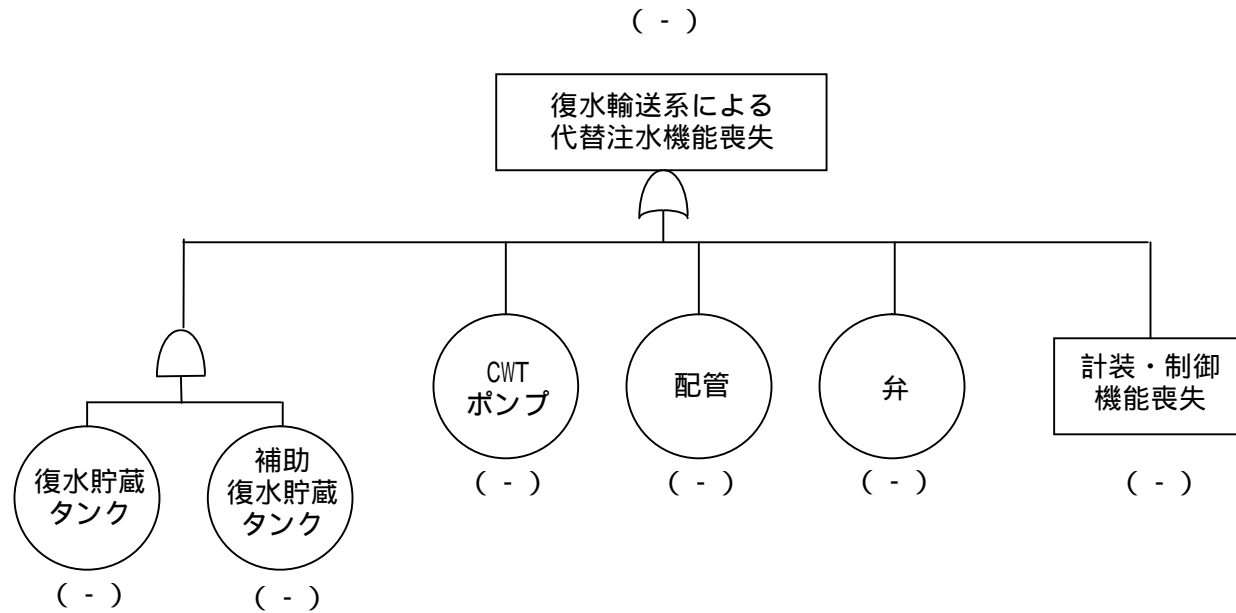 ( - )
復水輸送系による
代替注水機能喪失
CWT
ポンプ
配管
弁
計装・制御
機能喪失
( - )
( - )
( - )
( - )
復水貯蔵
タンク
補助
復水貯蔵
タンク
( - )
( - )